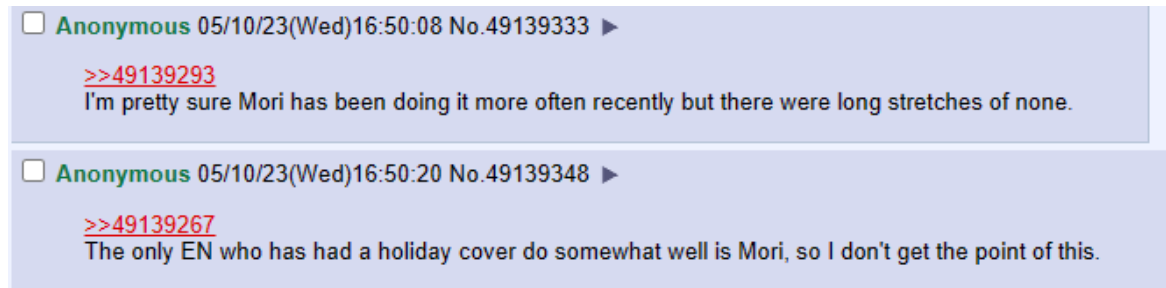 Anonymous 05/10/23(Wed)16:50:08 No.49139333 ▶
>>49139293
I'm pretty sure Mori has been doing it more often recently but there were long stretches of none.
Anonymous 05/10/23(Wed)16:50:20 No.49139348 ▶
>>49139267
The only EN who has had a holiday cover do somewhat well is Mori, so I don't get the point of this.